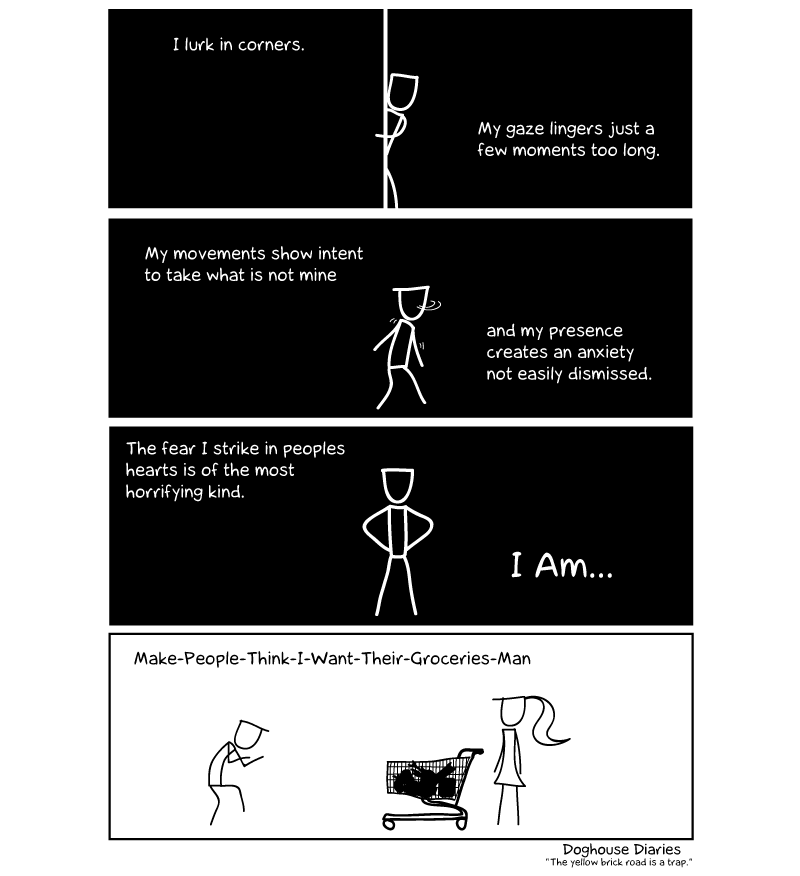 I lurk in corners.
My gaze lingers just a
few moments too long.
My movements show intent
to take what is not mine
and my presence
creates an anxiety
not easily dismissed.
The fear I strike in peoples
hearts is of the most
horrifying kind.
I Am...
Make-People-Think-I-Want-Their-Groceries-Man
Doghouse Diaries
"The yellow brick road is a trap."